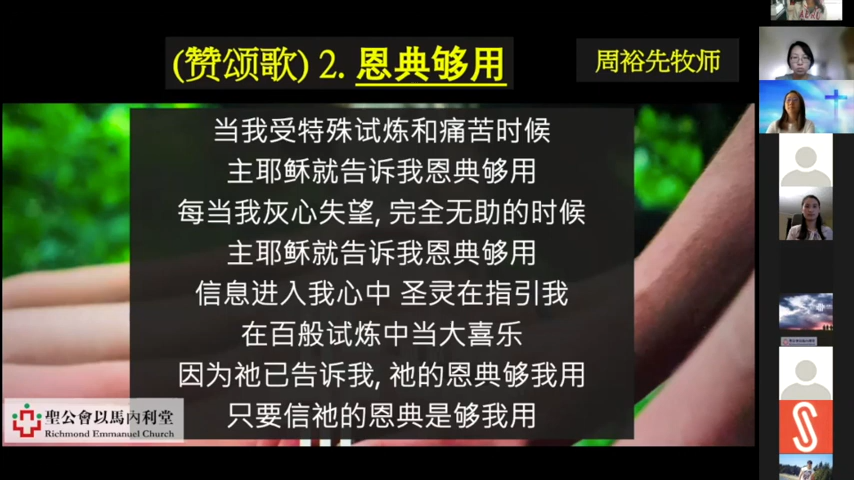 (赞颂歌) 2. 恩典够用
周裕先牧师
当我受特殊试炼和痛苦时候
主耶稣就告诉我恩典够用
每当我灰心失望, 完全无助的时候
主耶稣就告诉我恩典够用
信息进入我心中 圣灵在指引我
在百般试炼中当大喜乐
因为祂已告诉我, 祂的恩典够我用
只要信祂的恩典是够我用
聖公會以馬內利堂
Richmond Emmanuel Church